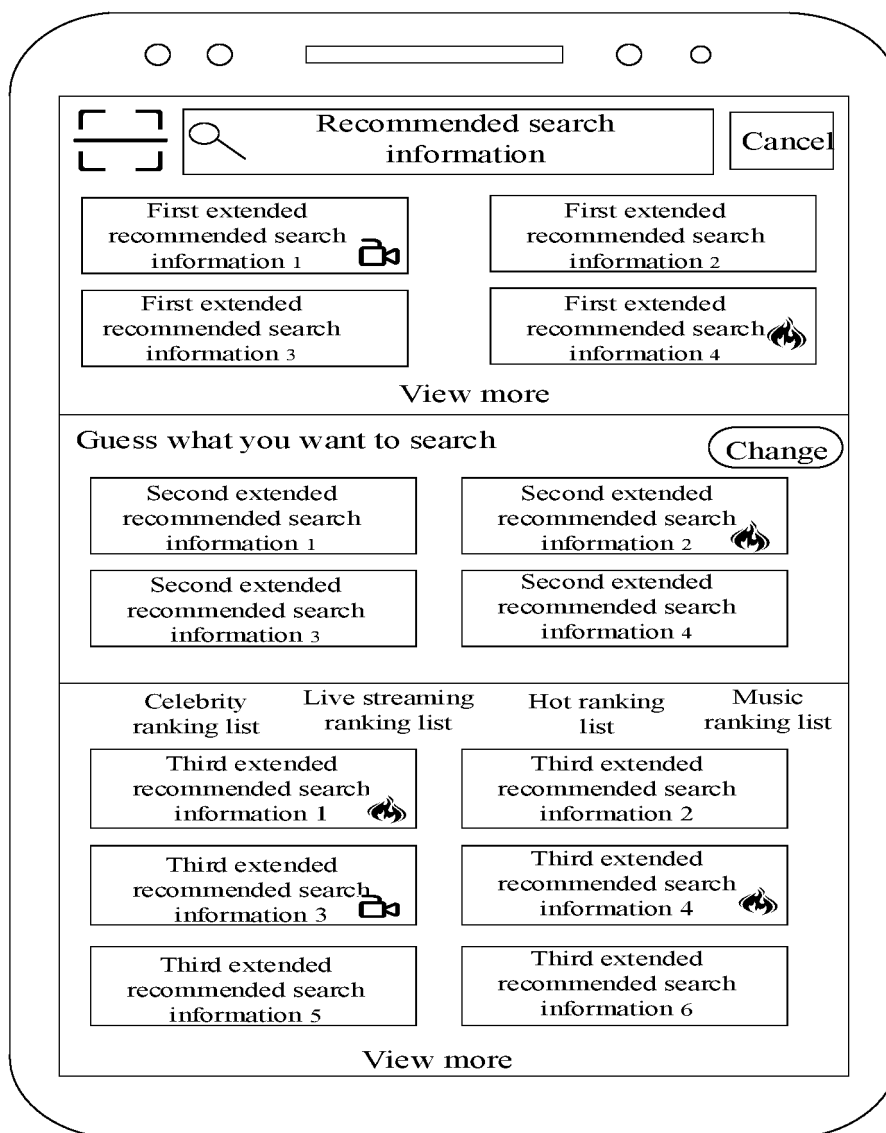 Recommended search
information
Cancel
First extended
recommended search
information 1
First extended
recommended search
information 2
First extended
recommended search
information 3
First extended
recommended search
information 4
View more
Guess what you want to search
Change
Second extended
recommended search
information 1
Second extended
recommended search
information 2
Second extended
recommended search
information 3
Second extended
recommended search
information 4
Celebrity
ranking list
Live streaming
ranking list
Hot ranking
list
Music
ranking list
Third extended
recommended search
information 1
Third extended
recommended search
information 2
Third extended
recommended search
information 3
Third extended
recommended search
information 4
Third extended
recommended search
information 5
Third extended
recommended search
information 6
View more